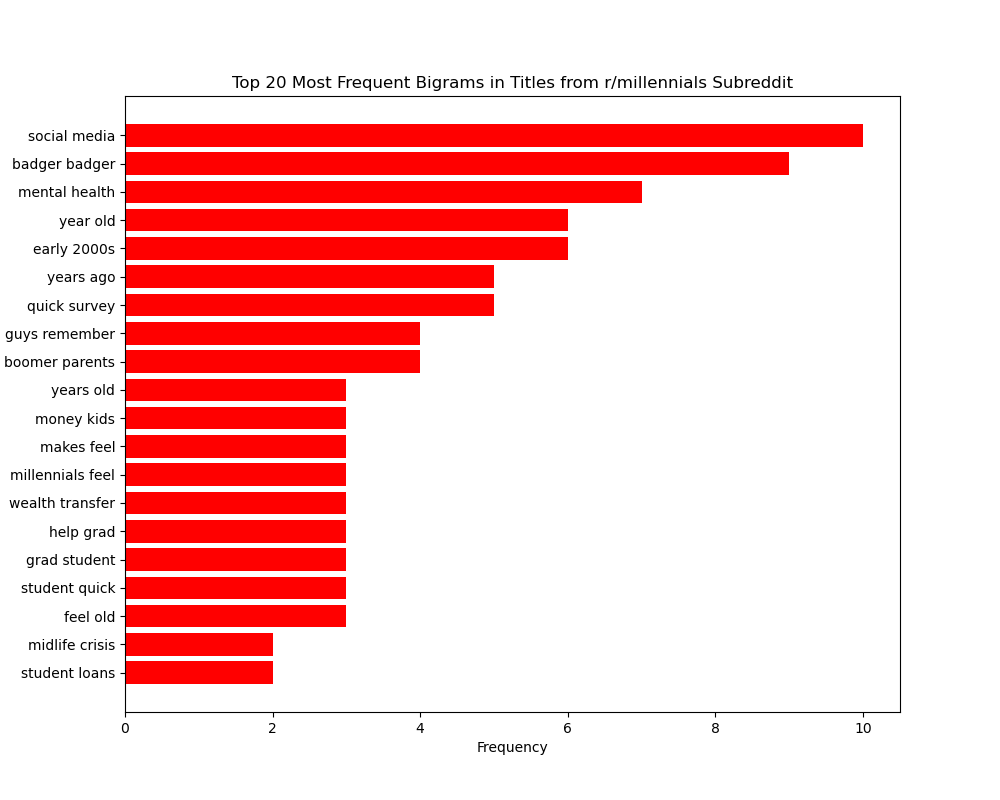 Top 20 Most Frequent Bigrams in Titles from r/millennials Subreddit
social media
badger badger
mental health
year old
early 2000s
years ago
quick survey
guys remember
boomer parents
years old
money kids
makes feel
millennials feel
wealth transfer
help grad
grad student
student quick
feel old
midlife crisis
student loans
0 2 4 6 8 10
Frequency